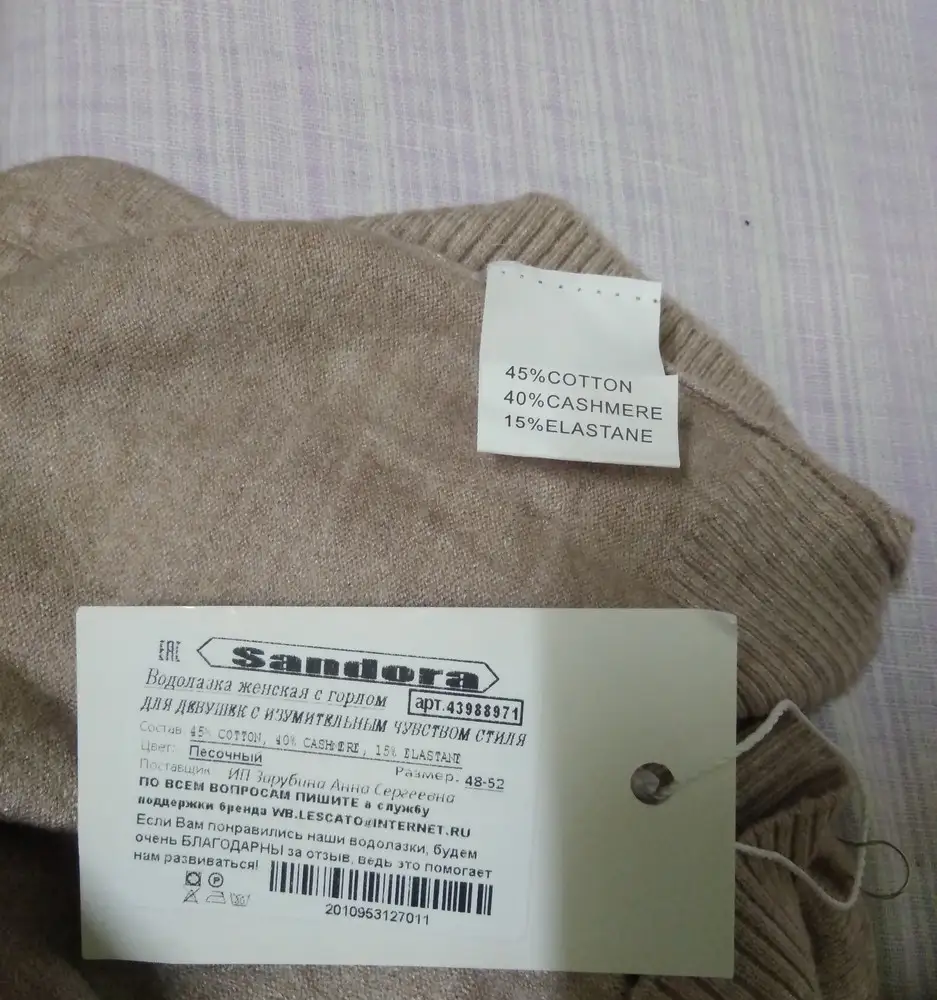 45%COTTON
40%CASHMERE
15%ELASTANE
EAC
Sandora
Водолазка женская с горлом
арт.43988971
ДЛЯ ДЕВУШЕК С ИЗУМИТЕЛЬНЫМ ЧУВСТВОМ СТИЛЯ
Состав 45% COTTON, 40% CASHMERE, 15% ELASTANE
Цвет: Песочный
Размер. 48-52
Поставщик ИП Зарубина Анна Сергеевна
ПО ВСЕМ ВОПРОСАМ ПИШИТЕ в службу
поддержки бренда WB.LESCATO@INTERNET.RU
Если Вам понравились наши водолазки, будем
очень БЛАГОДАРНЫ за отзыв, ведь это помогает
нам развиваться!
2010953127011